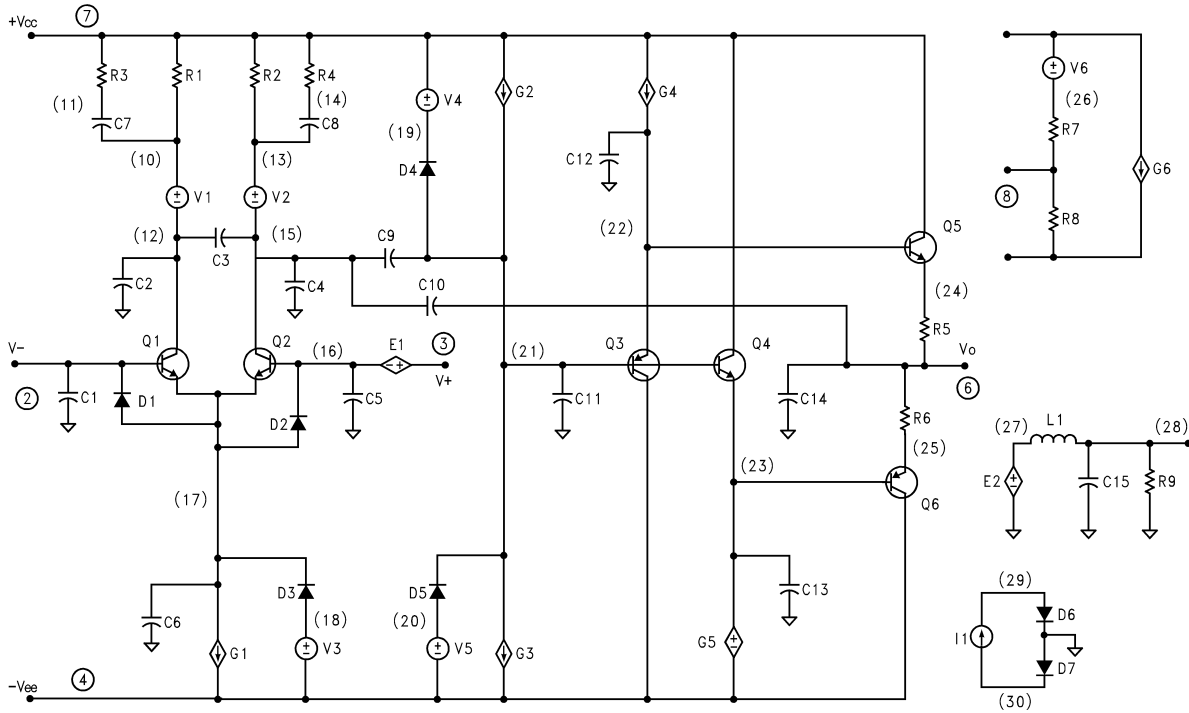 +Vcc
7
R3
R1
R2
R4
(11)
(14)
C7
C8
(10)
(13)
V4
(19)
D4
G2
G4
C12
V6
(26)
R7
G6
8
R8
V1
V2
(12)
(15)
C3
C9
C2
C4
C10
(22)
Q5
(24)
R5
V-
Q1
Q2
(16)
E1
3
V+
(21)
Q3
Q4
Vo
6
2
C1
D1
D2
C5
C11
C14
R6
(25)
(27)
L1
(28)
(23)
Q6
E2
C15
R9
(17)
D3
D5
C13
(29)
C6
(18)
(20)
G1
V3
V5
G3
G5
I1
D6
D7
-Vee
4
(30)